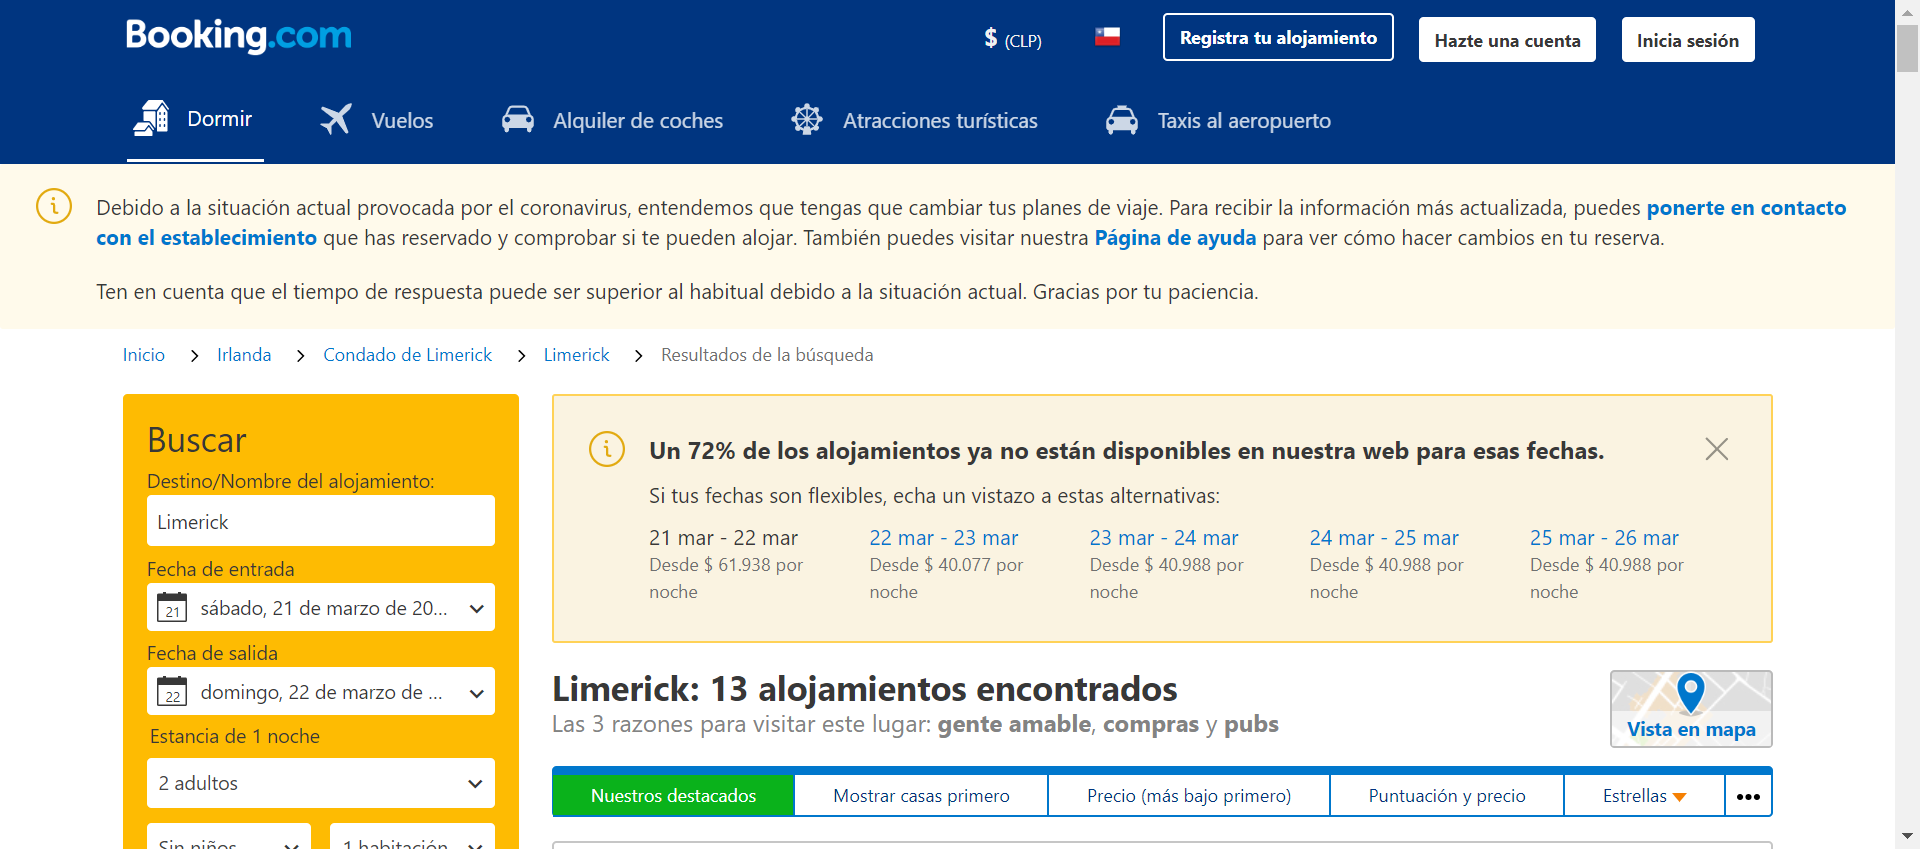 Booking.com
$ (CLP)
Registra tu alojamiento
Hazte una cuenta
Inicia sesión
Dormir
Vuelos
Alquiler de coches
Atracciones turísticas
Taxis al aeropuerto
Debido a la situación actual provocada por el coronavirus, entendemos que tengas que cambiar tus planes de viaje. Para recibir la información más actualizada, puedes ponerte en contacto
con el establecimiento que has reservado y comprobar si te pueden alojar. También puedes visitar nuestra Página de ayuda para ver cómo hacer cambios en tu reserva.
Ten en cuenta que el tiempo de respuesta puede ser superior al habitual debido a la situación actual. Gracias por tu paciencia.
Inicio > Irlanda > Condado de Limerick > Limerick > Resultados de la búsqueda
Buscar
Destino/Nombre del alojamiento:
Limerick
Fecha de entrada
21 sábado, 21 de marzo de 20...
Fecha de salida
22 domingo, 22 de marzo de ...
Estancia de 1 noche
2 adultos
Sin niños
1 habitación
Un 72% de los alojamientos ya no están disponibles en nuestra web para esas fechas.
Si tus fechas son flexibles, echa un vistazo a estas alternativas:
21 mar - 22 mar
Desde $ 61.938 por
noche
22 mar - 23 mar
Desde $ 40.077 por
noche
23 mar - 24 mar
Desde $ 40.988 por
noche
24 mar - 25 mar
Desde $ 40.988 por
noche
25 mar - 26 mar
Desde $ 40.988 por
noche
Limerick: 13 alojamientos encontrados
Las 3 razones para visitar este lugar: gente amable, compras y pubs
Vista en mapa
Nuestros destacados
Mostrar casas primero
Precio (más bajo primero)
Puntuación y precio
Estrellas